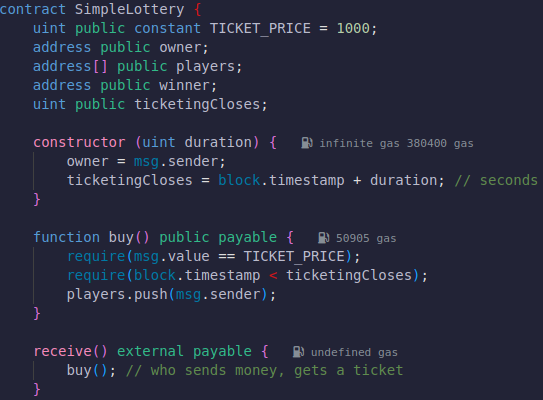 contract SimpleLottery {
uint public constant TICKET_PRICE = 1000;
address public owner;
address[] public players;
address public winner;
uint public ticketingCloses;
constructor (uint duration) { infinite gas 380400 gas
owner = msg.sender;
ticketingCloses = block.timestamp + duration; // seconds
}
function buy() public payable { 50905 gas
require(msg.value == TICKET_PRICE);
require(block.timestamp < ticketingCloses);
players.push(msg.sender);
}
receive() external payable { undefined gas
buy(); // who sends money, gets a ticket
}